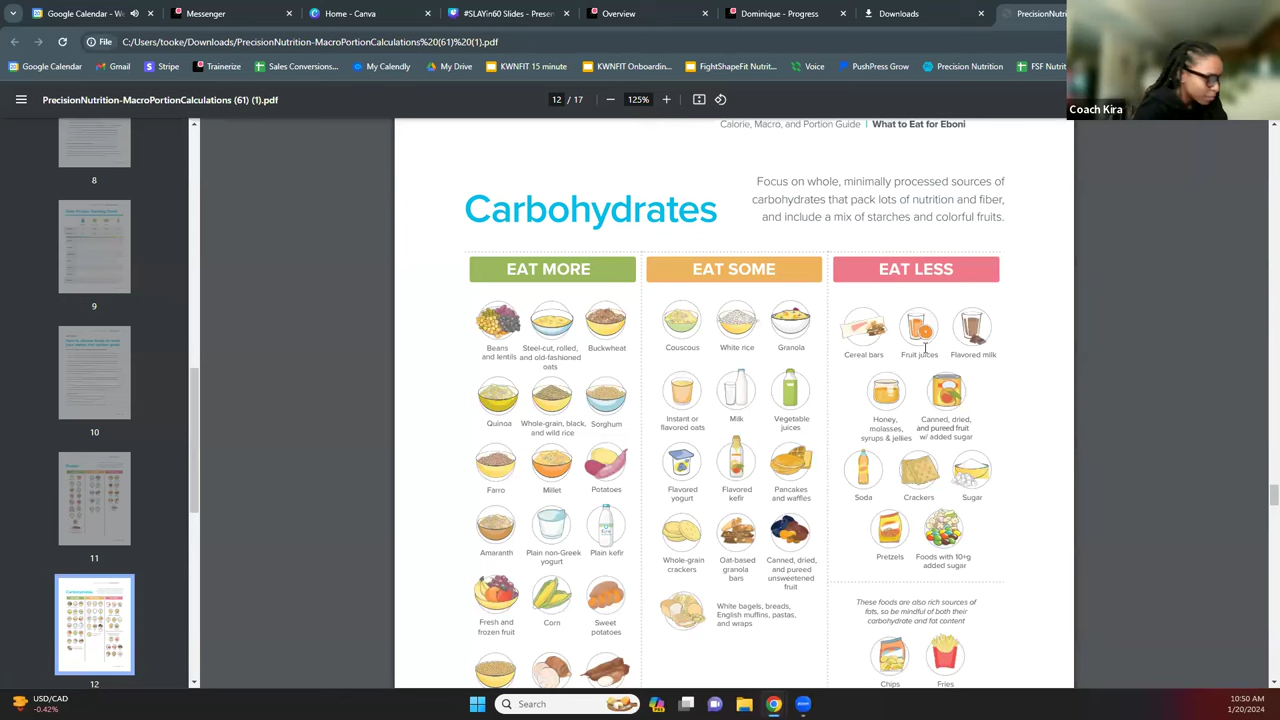 (12) M
Messenger
Home -
#SLAYin60 Slides - Presen
Overview
Dominique - Progression
Downloads
PrecisionNutrit
File
C:/Users/tooke/Downloads/PrecisionNutrition-MacroPortionCalculations%20(61)%20(1).pdf
Google Calendar
Gmail
Stripe
Trainerize
Sales Conversions...
My Calendly
My Drive
KWNFIT 15 minute
KWNFIT Onboarding...
FightShapeFit Nutrit...
Voice
PushPress Grow
Precision Nutrition
FSF Nutrit
PrecisionNutrition-MacroPortionCalculations (61) (1).pdf
12 / 17
125%
Coach Kira
8
9
10
11
12
Calorie, Macro, and Portion Guide | What to Eat for Eboni
Carbohydrates
Focus on whole, minimally processed sources of
carbohydrates that pack lots of nutrition and fiber,
and include a mix of starches and colorful fruits.
EAT MORE
Beans
and lentils
Steel-cut, rolled,
and old-fashioned
oats
Buckwheat
Quinoa
Whole-grain, black,
and wild rice
Sorghum
Farro
Millet
Potatoes
Amaranth
Plain non-Greek
yogurt
Plain kefir
Fresh and
frozen fruit
Corn
Sweet
potatoes
EAT SOME
Couscous
White rice
Granola
Instant or
flavored oats
Milk
Vegetable
juices
Flavored
yogurt
Flavored
kefir
Pancakes
and waffles
Whole-grain
crackers
Oat-based
granola
bars
Canned, dried,
and pureed
unsweetened
fruit
White bagels, breads,
English muffins, pastas,
and wraps
EAT LESS
Cereal bars
Fruit juices
Flavored milk
Honey,
molasses,
syrups & jellies
Canned, dried,
and pureed fruit
w/ added sugar
Soda
Crackers
Sugar
Pretzels
Foods with 10+g
added sugar
These foods are also rich sources of
fats, so be mindful of both their
carbohydrate and fat content
Chips
Fries
USD/CAD
-0.42%
Search
10:50 AM
1/20/2024